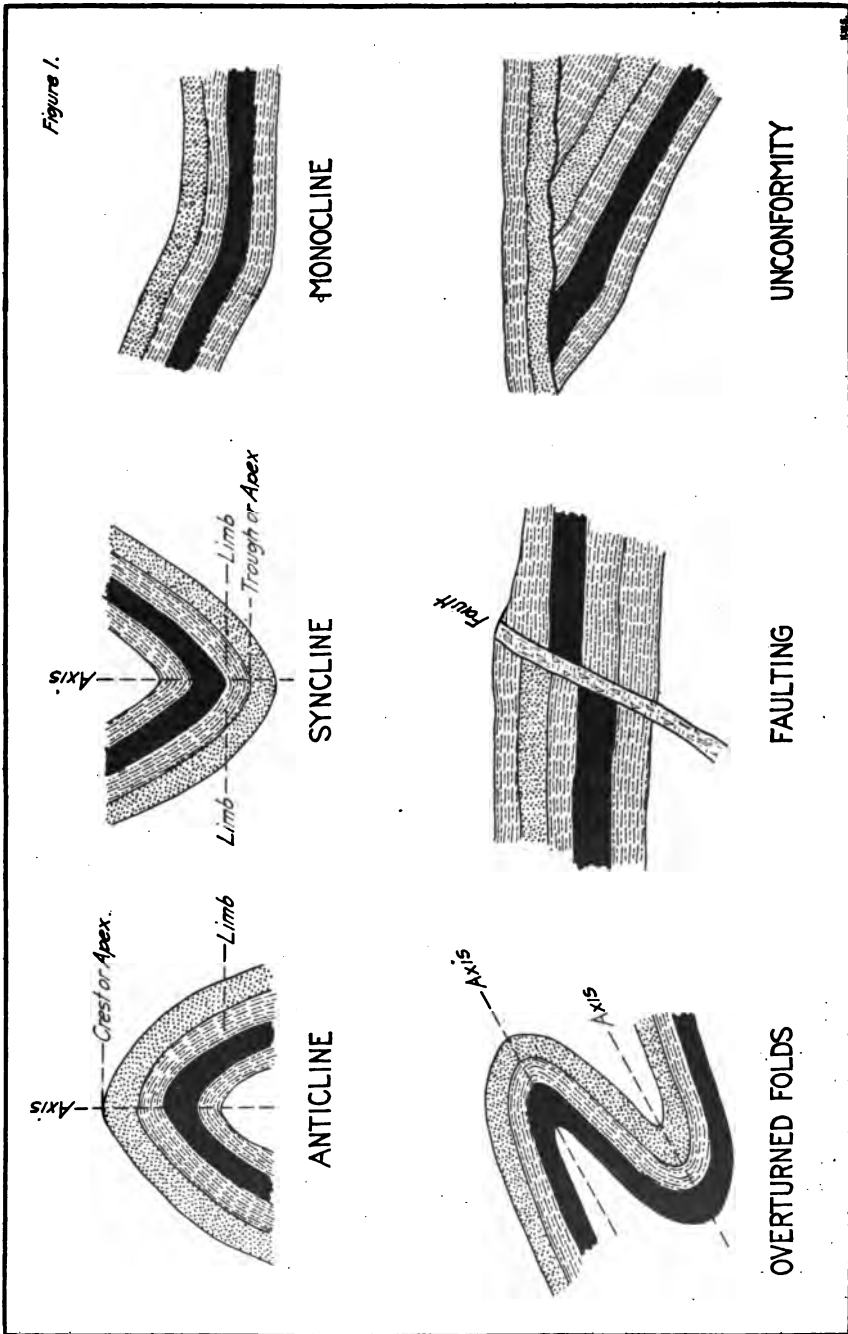 Figure 1.
Axis
Crest or Apex.
Limb
ANTICLINE
Axis
Limb
Limb
Trough or Apex
SYNCLINE
MONOCLINE
Axis
Axis
OVERTURNED FOLDS
Fault
FAULTING
UNCONFORMITY